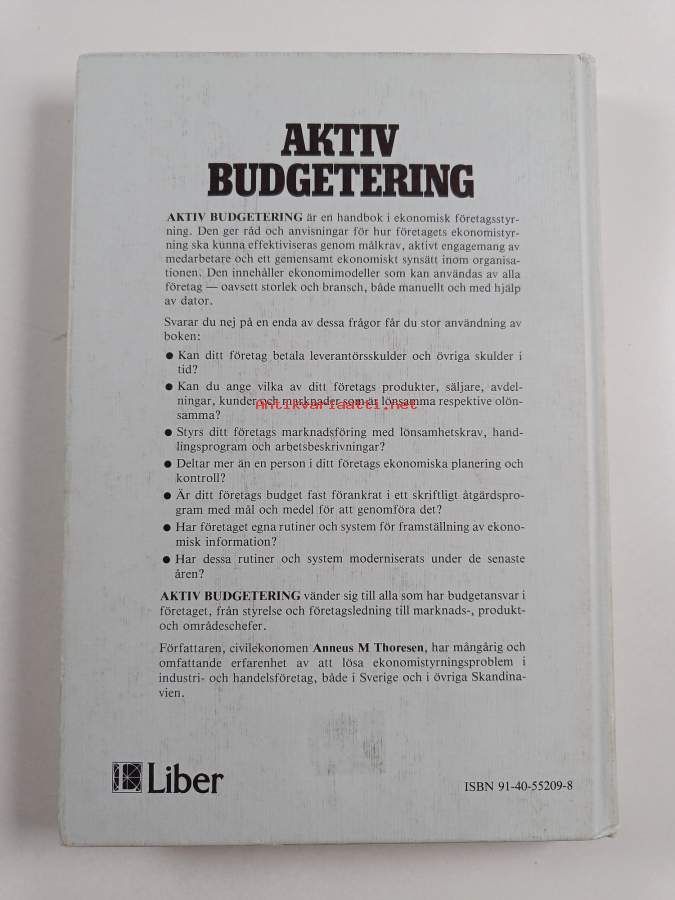 AKTIV
BUDGETERING
AKTIV BUDGETERING är en handbok i ekonomisk företagsstyr-
ning. Den ger råd och anvisningar för hur företagets ekonomistyr-
ning ska kunna effektiviseras genom målkrav, aktivt engagemang av
medarbetare och ett gemensamt ekonomiskt synsätt inom organisa-
tionen. Den innehåller ekonomimodeller som kan användas av alla
företag — oavsett storlek och bransch, både manuellt och med hjälp
av dator.
Svarar du nej på en enda av dessa frågor får du stor användning av
boken:
● Kan ditt företag betala leverantörsskulder och övriga skulder i
tid?
● Kan du ange vilka av ditt företags produkter, säljare, avdel-
ningar, kunder och marknader som är lönsamma respektive olön-
samma?
Antikvariaatti.net
● Styrs ditt företags marknadsföring med lönsamhetskrav, hand-
lingsprogram och arbetsbeskrivningar?
● Deltar mer än en person i ditt företags ekonomiska planering och
kontroll?
● Är ditt företags budget fast förankrat i ett skriftligt åtgärdspro-
gram med mål och medel för att genomföra det?
● Har företaget egna rutiner och system för framställning av ekono-
misk information?
● Har dessa rutiner och system moderniserats under de senaste
åren?
AKTIV BUDGETERING vänder sig till alla som har budgetansvar i
företaget, från styrelse och företagsledning till marknads-, produkt-
och områdeschefer.
Författaren, civilekonomen Anneus M Thoresen, har mångårig och
omfattande erfarenhet av att lösa ekonomistyrningsproblem i
industri- och handelsföretag, både i Sverige och i övriga Skandina-
vien.
Liber
ISBN 91-40-55209-8